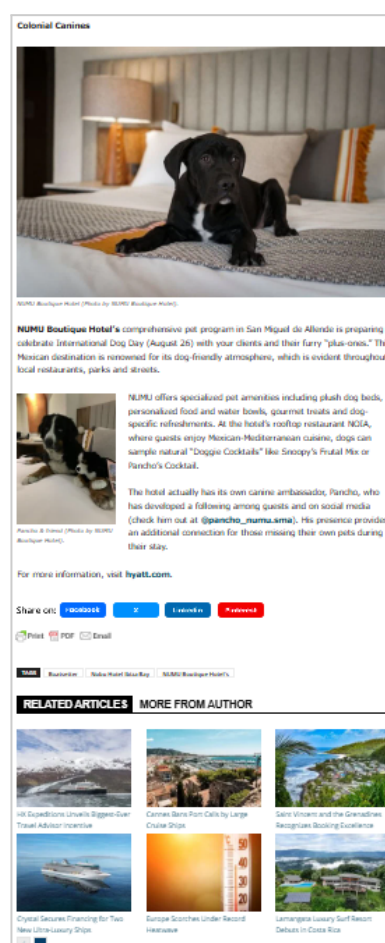 Colonial Canines
NUMU Boutique Hotel (Photo by NUMU Boutique Hotel).
NUMU Boutique Hotel's comprehensive pet program in San Miguel de Allende is preparing
celebrate International Dog Day (August 26) with your clients and their furry "plus-ones." Th
Mexican destination is renowned for its dog-friendly atmosphere, which is evident throughou
local restaurants, parks and streets.
NUMU offers specialized pet amenities including plush dog beds,
personalized food and water bowls, gourmet treats and dog-
specific refreshments. At the hotel's rooftop restaurant NOIA,
where guests enjoy Mexican-Mediterranean cuisine, dogs can
sample natural "Doggie Cocktails" like Snoopy's Frutal Mix or
Pancho's Cocktail.
Pancho & friend (Photo by NUMU
Boutique Hotel).
The hotel actually has its own canine ambassador, Pancho, who
has developed a following among guests and on social media
(check him out at @pancho_numu.sma). His presence provide
an additional connection for those missing their own pets during
their stay.
For more information, visit hyatt.com.
Share on: Facebook X LinkedIn Pinterest
Print PDF Email
TAGS Boutique Hotel NUMU Boutique Hotel's
RELATED ARTICLES MORE FROM AUTHOR
HX Expeditions Unveils Biggest-Ever
Travel Advisor Incentive
Cannes Bans Port Calls by Large
Cruise Ships
Saint Vincent and the Grenadines
Recognizes Booking Excellence
50
40
30
20
Crystal Secures Financing for Two
New Ultra-Luxury Ships
Europe Scorches Under Record
Heatwave
Lamangata Luxury Surf Resort
Debuts in Costa Rica